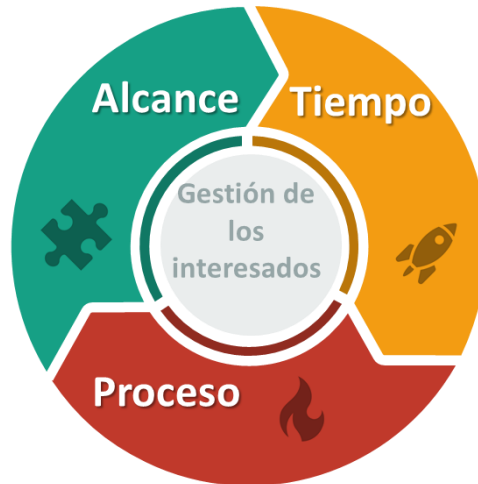 Alcance
Tiempo
Gestión de
los
interesados
Proceso